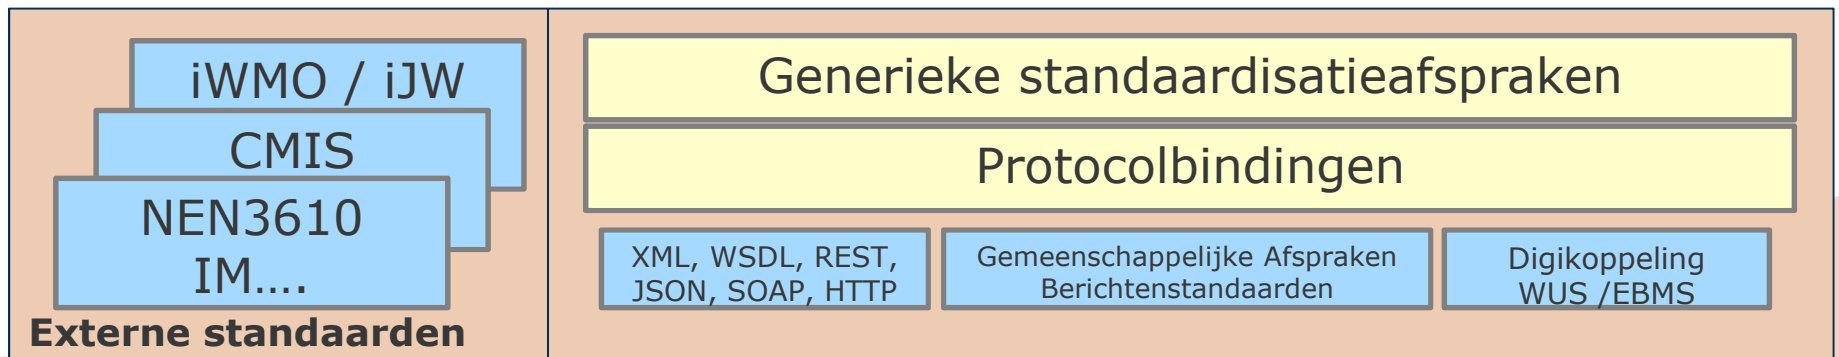 iWMO / iJW
CMIS
NEN3610
IM....
Externe standaarden
Generieke standaardisatieafspraken
Protocolbindingen
XML, WSDL, REST,
JSON, SOAP, HTTP
Gemeenschappelijke Afspraken
Berichtenstandaarden
Digikoppeling
WUS /EBMS